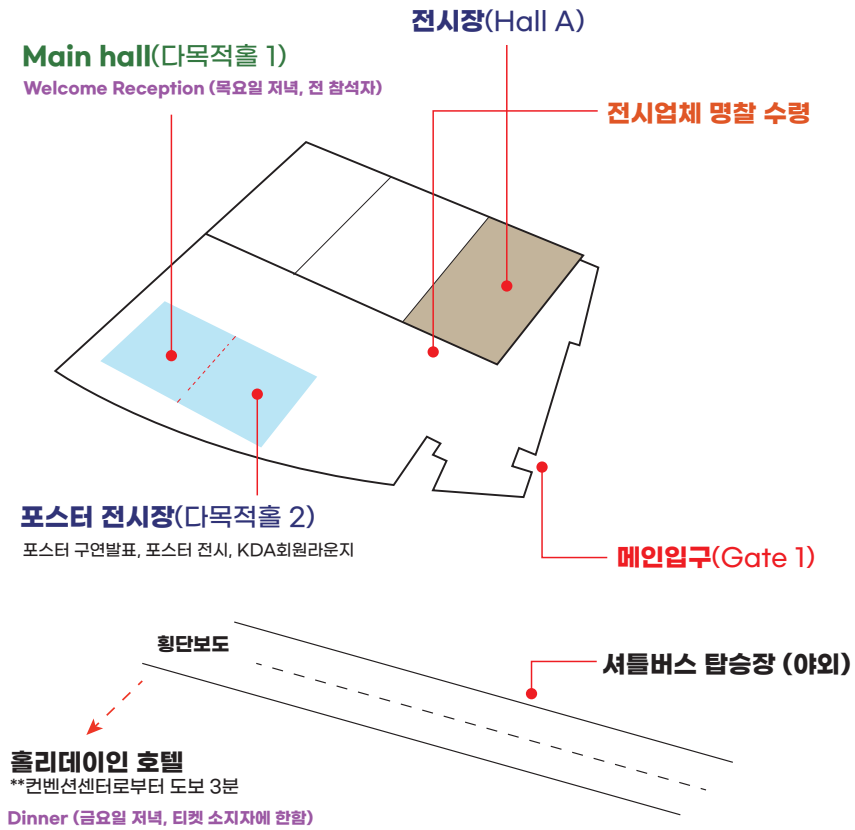 전시장(Hall A)
Main hall(다목적홀 1)
Welcome Reception (목요일 저녁, 전 참석자)
전시업체 명찰 수령
포스터 전시장(다목적홀 2)
포스터 구연발표, 포스터 전시, KDA회원라운지
메인입구(Gate 1)
횡단보도
셔틀버스 탑승장 (야외)
홀리데이인 호텔
**컨벤션센터로부터 도보 3분
Dinner (금요일 저녁, 티켓 소지자에 한함)